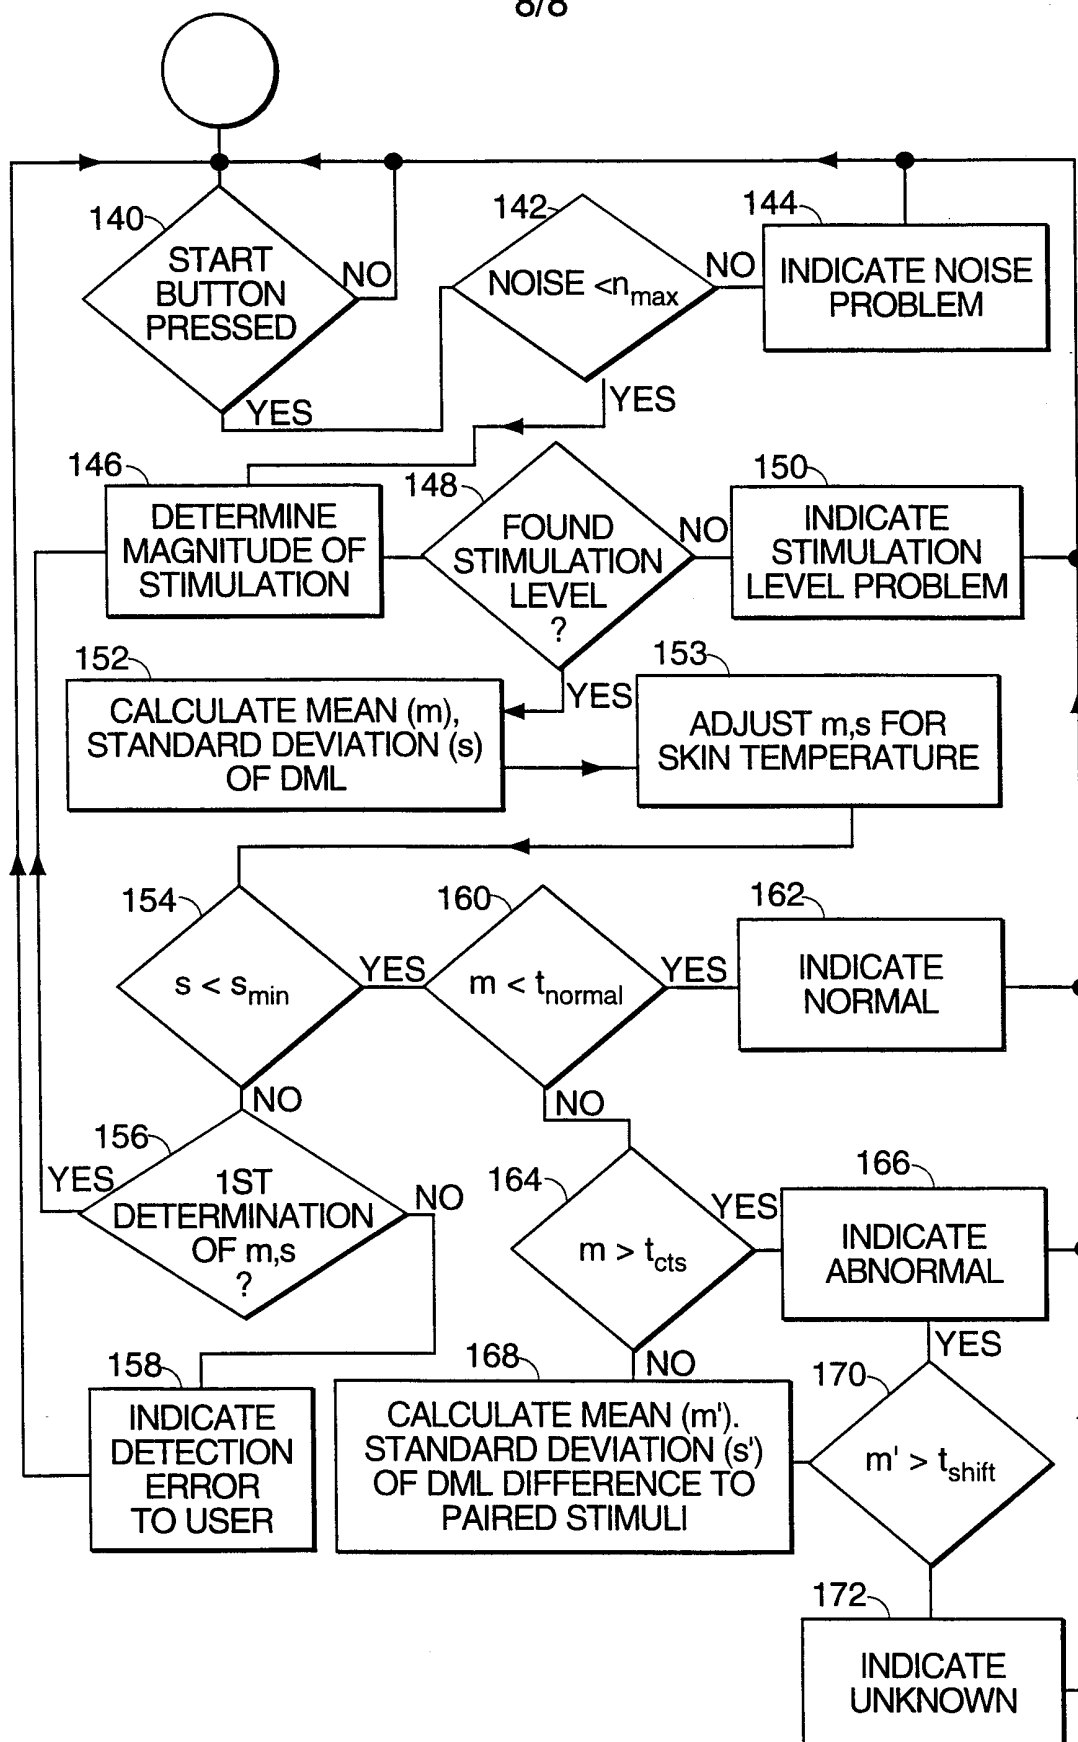 8/8
140
START
BUTTON
PRESSED
NO
YES
142
NOISE <nmax
NO
YES
144
INDICATE NOISE
PROBLEM
146
DETERMINE
MAGNITUDE OF
STIMULATION
148
FOUND
STIMULATION
LEVEL
?
NO
YES
150
INDICATE
STIMULATION
LEVEL PROBLEM
152
CALCULATE MEAN (m),
STANDARD DEVIATION (s)
OF DML
153
ADJUST m,s FOR
SKIN TEMPERATURE
154
s < smin
YES
NO
160
m < tnormal
YES
NO
162
INDICATE
NORMAL
156
YES
1ST
DETERMINATION
OF m,s
?
NO
164
m > tcts
YES
NO
166
INDICATE
ABNORMAL
YES
158
INDICATE
DETECTION
ERROR
TO USER
168
CALCULATE MEAN (m').
STANDARD DEVIATION (s')
OF DML DIFFERENCE TO
PAIRED STIMULI
170
m' > tshift
172
INDICATE
UNKNOWN